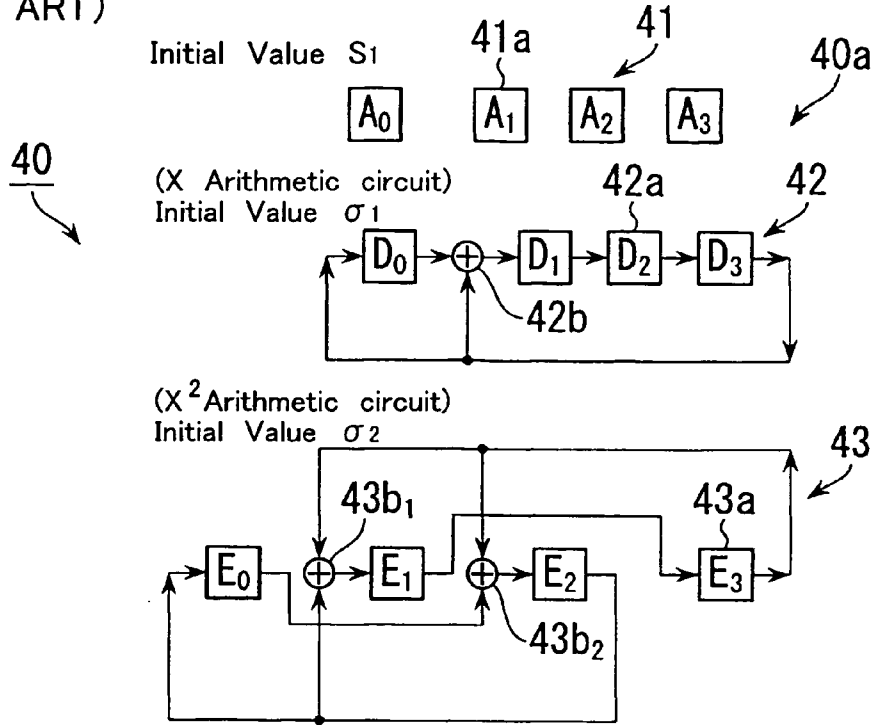 ART)
Initial Value S1
41a
41
40a
A0
A1
A2
A3
40
(X Arithmetic circuit)
Initial Value σ1
42a
42
D0
D1
D2
D3
42b
(X2 Arithmetic circuit)
Initial Value σ2
43
43b1
43a
E0
E1
E2
E3
43b2